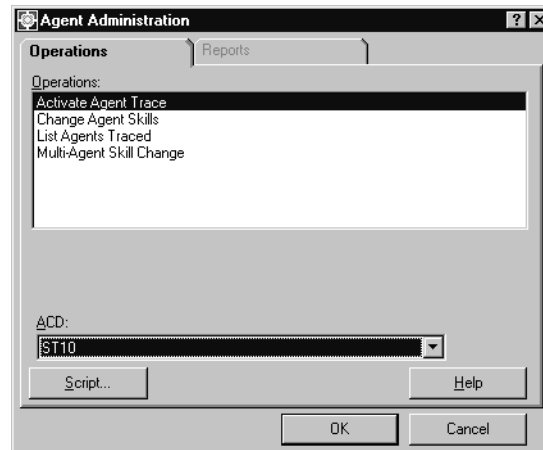 Agent Administration
Operations Reports
Operations:
Activate Agent Trace
Change Agent Skills
List Agents Traced
Multi-Agent Skill Change
ACD:
ST10
Script... Help
OK Cancel